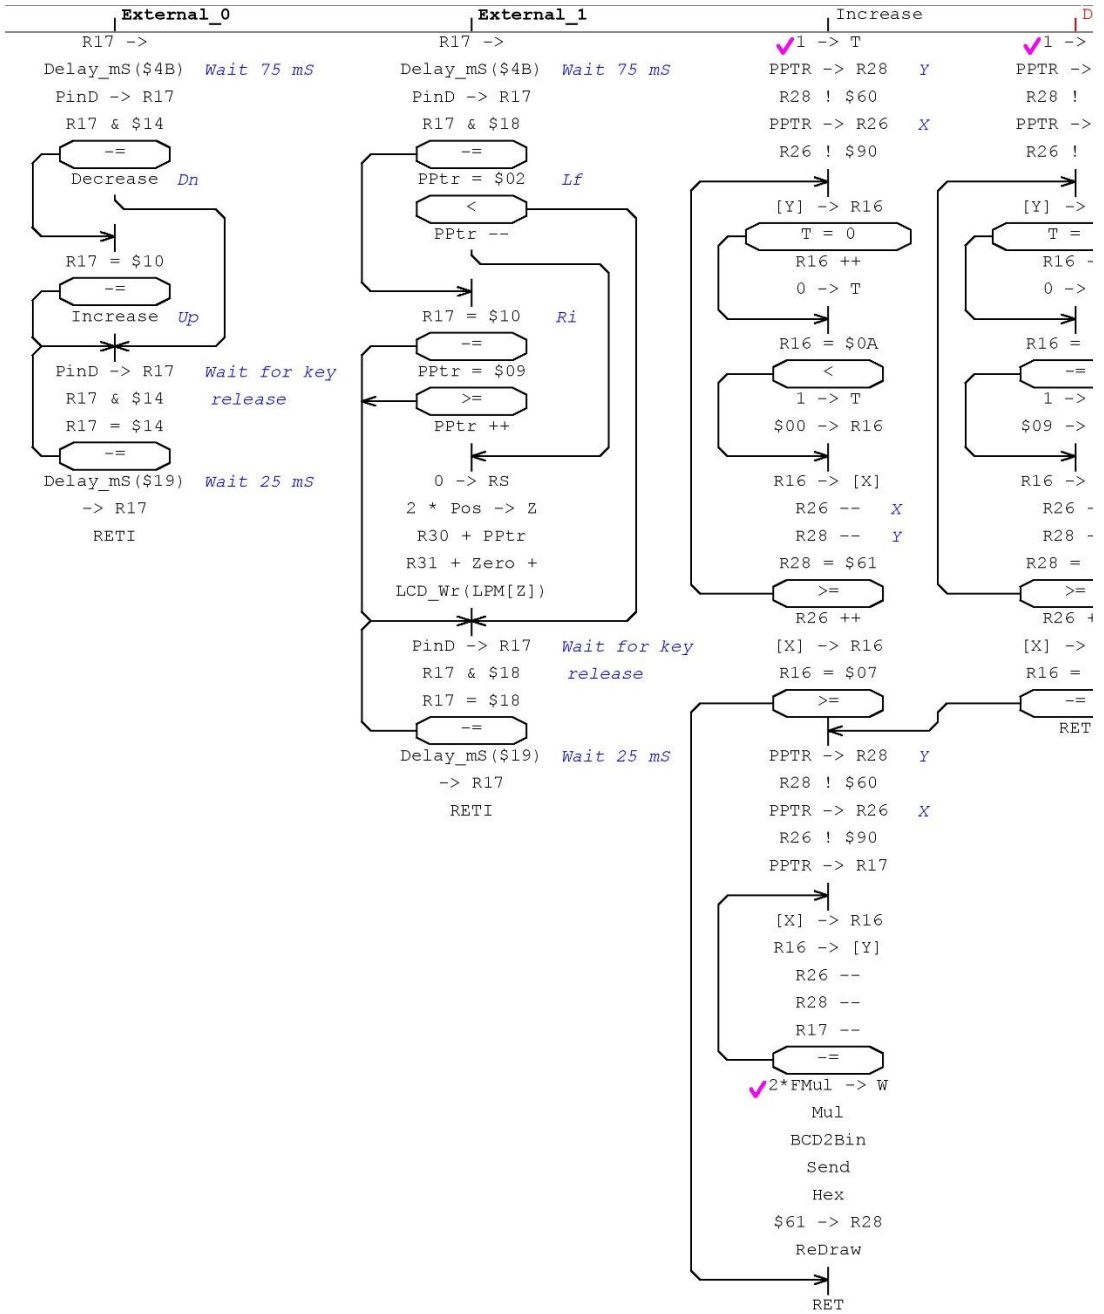 External_0
R17 ->
Delay_mS($4B) Wait 75 mS
PinD -> R17
R17 & $14
-=
Decrease Dn
R17 = $10
-=
Increase Up
PinD -> R17 Wait for key
R17 & $14 release
R17 = $14
-=
Delay_mS($19) Wait 25 mS
-> R17
RETI
External_1
R17 ->
Delay_mS($4B) Wait 75 mS
PinD -> R17
R17 & $18
-=
PPtr = $02 Lf
<
PPtr --
R17 = $10 Ri
-=
PPtr = $09
>=
PPtr ++
0 -> RS
2 * Pos -> Z
R30 + PPtr
R31 + Zero +
LCD_Wr(LPM[Z])
PinD -> R17 Wait for key
R17 & $18 release
R17 = $18
-=
Delay_mS($19) Wait 25 mS
-> R17
RETI
Increase
1 -> T
PPTR -> R28 Y
R28 ! $60
PPTR -> R26 X
R26 ! $90
[Y] -> R16
T = 0
R16 ++
0 -> T
R16 = $0A
<
1 -> T
$00 -> R16
R16 -> [X]
R26 -- X
R28 -- Y
R28 = $61
>=
R26 ++
[X] -> R16
R16 = $07
>=
PPTR -> R28 Y
R28 ! $60
PPTR -> R26 X
R26 ! $90
PPTR -> R17
[X] -> R16
R16 -> [Y]
R26 --
R28 --
R17 --
-=
2*FMul -> W
Mul
BCD2Bin
Send
Hex
$61 -> R28
ReDraw
RET
D
1 ->
PPTR ->
R28 !
PPTR ->
R26 !
[Y] ->
T =
R16 -
0 ->
R16 =
-=
1 ->
$09 ->
R16 ->
R26 -
R28 -
R28 =
>=
R26 +
[X] ->
R16 =
-=
RET